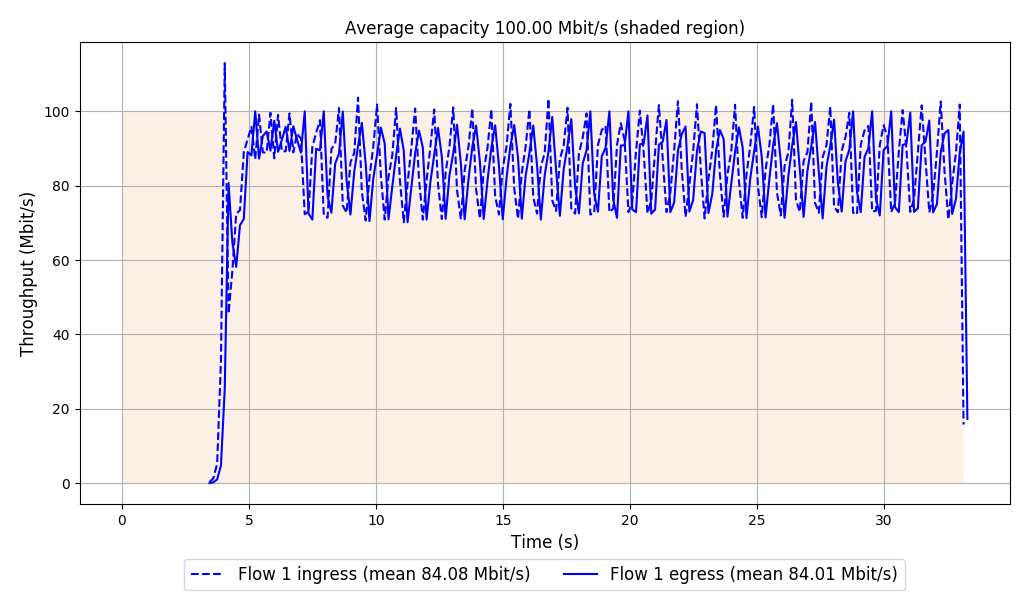 Average capacity 100.00 Mbit/s (shaded region)
Throughput (Mbit/s)
100
80
60
40
20
0
0 5 10 15 20 25 30
Time (s)
Flow 1 ingress (mean 84.08 Mbit/s) Flow 1 egress (mean 84.01 Mbit/s)